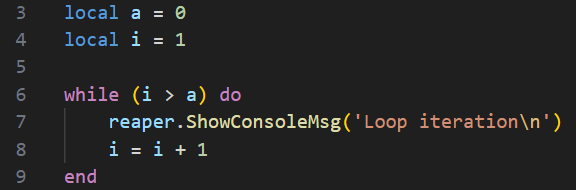 3 local a = 0
4 local i = 1
5
6 while (i > a) do
7 reaper.ShowConsoleMsg('Loop iteration\n')
8 i = i + 1
9 end